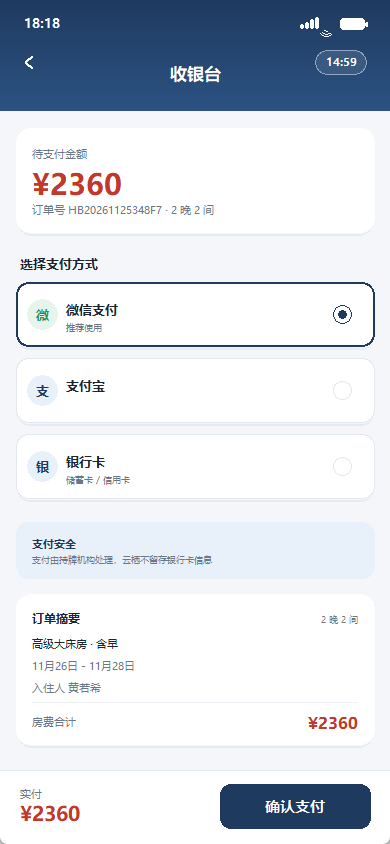 18:18
14:59
收银台
待支付金额
¥2360
订单号 HB20261125348F7 · 2 晚 2 间
选择支付方式
微
微信支付
推荐使用
支
支付宝
银
银行卡
储蓄卡 / 信用卡
支付安全
支付由持牌机构处理，云栖不留存银行卡信息
订单摘要
2 晚 2 间
高级大床房 · 含早
11月26日 - 11月28日
入住人 黄若希
房费合计
¥2360
实付
¥2360
确认支付